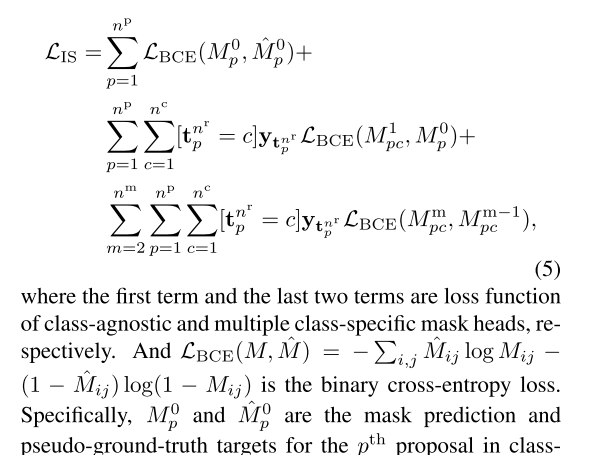 $\mathcal{L}_{\mathrm{IS}} = \sum_{p=1}^{n^{\mathrm{p}}} \mathcal{L}_{\mathrm{BCE}}(M_p^0, \hat{M}_p^0)+$
$\sum_{p=1}^{n^{\mathrm{p}}} \sum_{c=1}^{n^{\mathrm{c}}} [\mathbf{t}_p^{n^{\mathrm{r}}} = c] \mathbf{y}_{\mathbf{t}_p^{n^{\mathrm{r}}}} \mathcal{L}_{\mathrm{BCE}}(M_{pc}^1, M_p^0)+$
$\sum_{m=2}^{n^{\mathrm{m}}} \sum_{p=1}^{n^{\mathrm{p}}} \sum_{c=1}^{n^{\mathrm{c}}} [\mathbf{t}_p^{n^{\mathrm{r}}} = c] \mathbf{y}_{\mathbf{t}_p^{n^{\mathrm{r}}}} \mathcal{L}_{\mathrm{BCE}}(M_{pc}^{\mathrm{m}}, M_{pc}^{\mathrm{m}-1}),$
(5)
where the first term and the last two terms are loss function
of class-agnostic and multiple class-specific mask heads, re-
spectively. And $\mathcal{L}_{\mathrm{BCE}}(M, \hat{M}) = -\sum_{i,j} \hat{M}_{ij} \log M_{ij} -$
$(1 - \hat{M}_{ij}) \log(1 - M_{ij})$ is the binary cross-entropy loss.
Specifically, $M_p^0$ and $\hat{M}_p^0$ are the mask prediction and
pseudo-ground-truth targets for the $p^{\mathrm{th}}$ proposal in class-